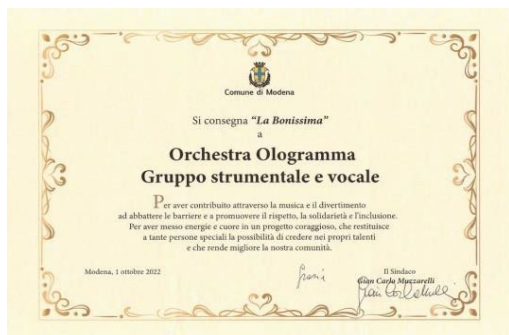 Comune di Modena
Si consegna "La Bonissima"
a
Orchestra Ologramma
Gruppo strumentale e vocale
Per aver contribuito attraverso la musica e il divertimento
ad abbattere le barriere e a promuovere il rispetto, la solidarietà e l'inclusione.
Per aver messo energie e cuore in un progetto coraggioso, che restituisce
a tante persone speciali la possibilità di credere nei propri talenti
e che rende migliore la nostra comunità.
Modena, 1 ottobre 2022
Il Sindaco
Gian Carlo Muzzarelli